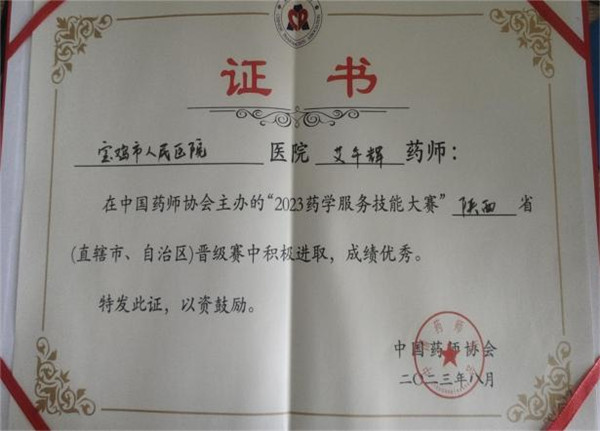 证书
宝鸡市人民医院 医院 艾午辉 药师：
在中国药师协会主办的“2023药学服务技能大赛” 陕西 省
(直辖市、自治区)晋级赛中积极进取，成绩优秀。
特发此证，以资鼓励。
中国药师协会
二〇二三年八月